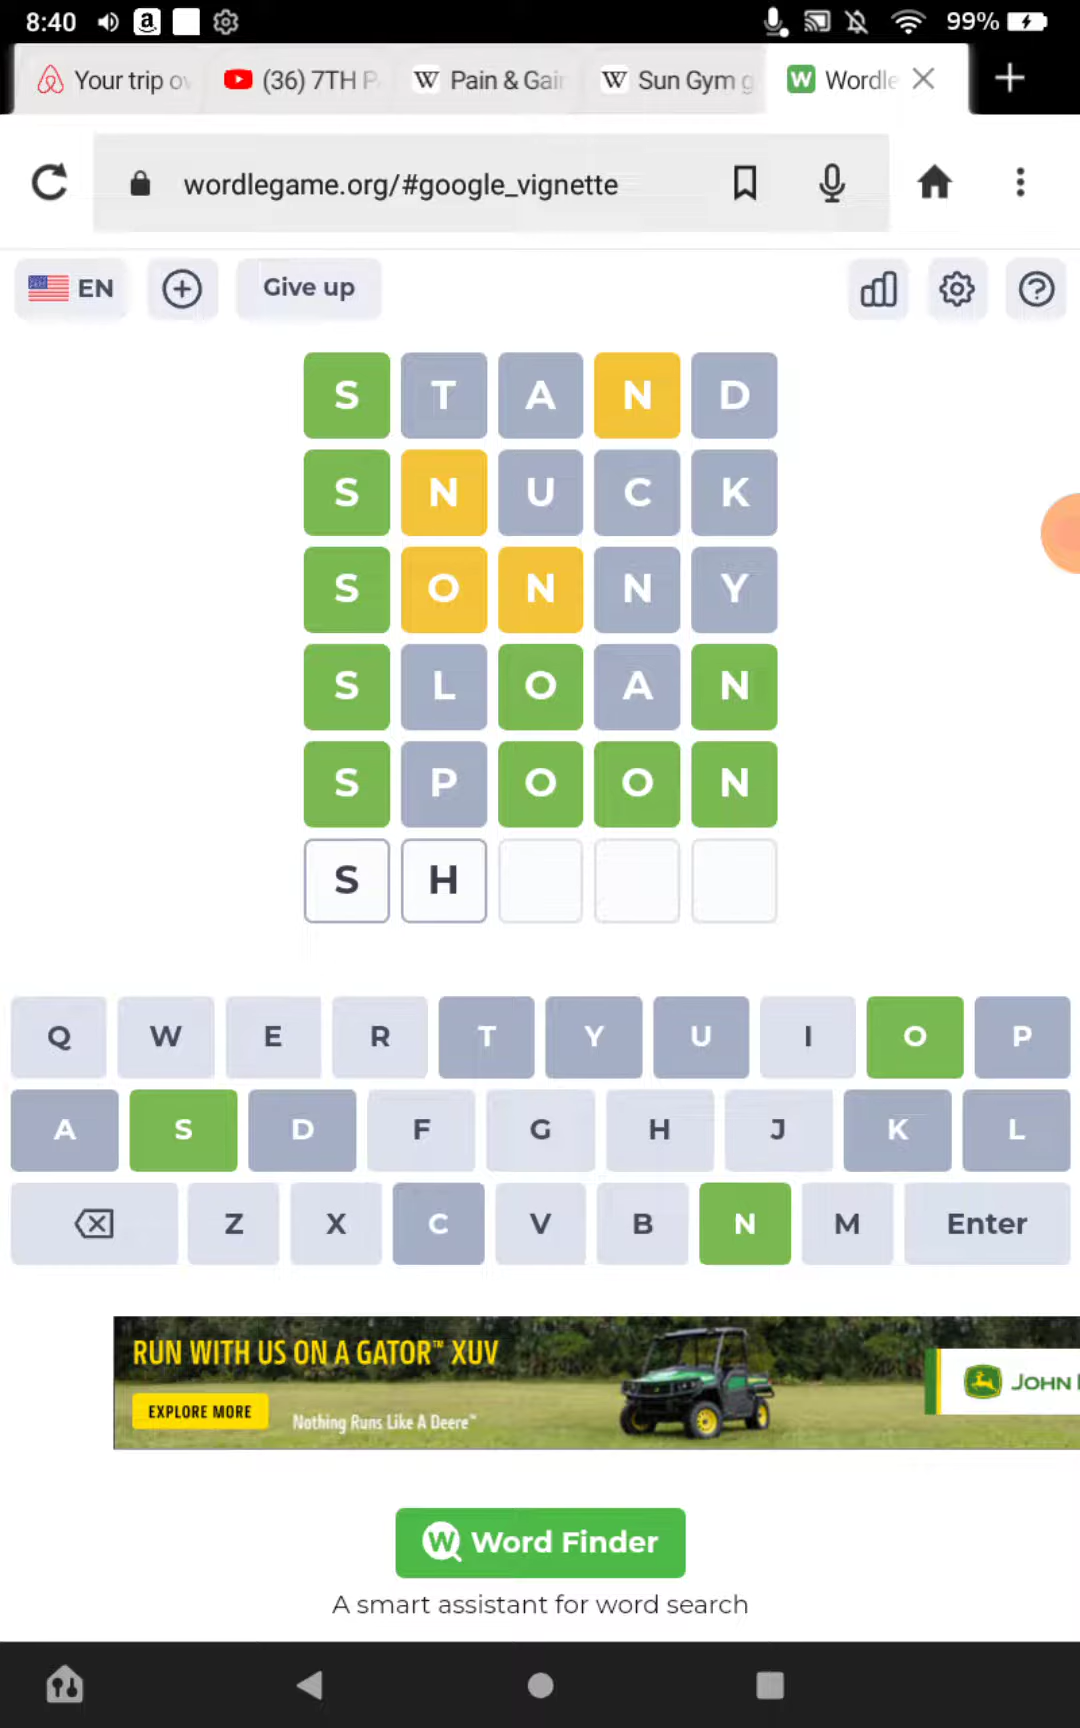 8:40 99%
Your trip ov (36) 7TH P Pain & Gain Sun Gym g Wordle
wordlegame.org/#google_vignette
EN Give up
S T A N D
S N U C K
S O N N Y
S L O A N
S P O O N
S H
Q W E R T Y U I O P
A S D F G H J K L
Z X C V B N M Enter
RUN WITH US ON A GATOR™ XUV
EXPLORE MORE
Nothing Runs Like A Deere™
JOHN
Word Finder
A smart assistant for word search